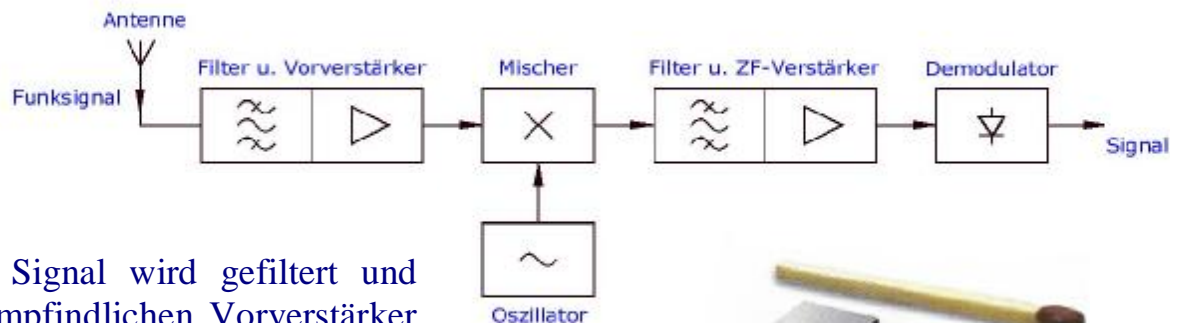 Antenne
Filter u. Vorverstärker
Mischer
Filter u. ZF-Verstärker
Demodulator
Funksignal
Signal
Oszillator
Signal wird gefiltert und
mpfindlichen Vorverstärker